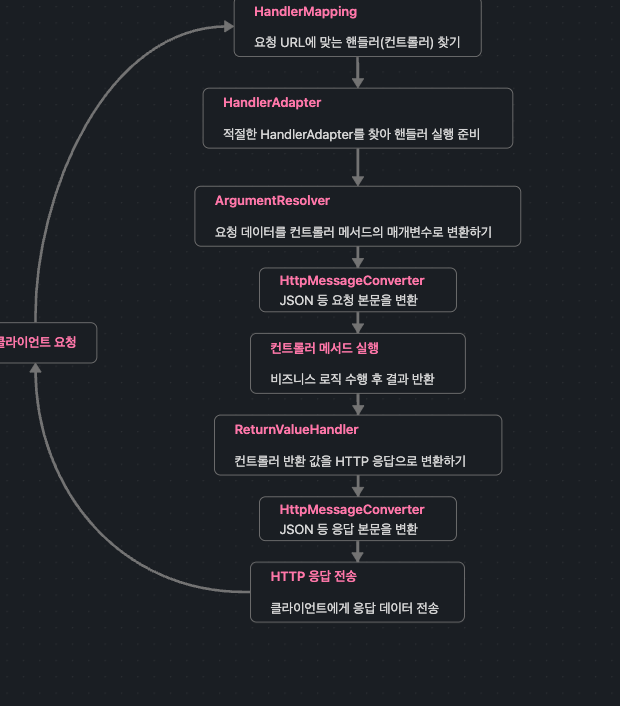 HandlerMapping
요청 URL에 맞는 핸들러(컨트롤러) 찾기
HandlerAdapter
적절한 HandlerAdapter를 찾아 핸들러 실행 준비
ArgumentResolver
요청 데이터를 컨트롤러 메서드의 매개변수로 변환하기
HttpMessageConverter
JSON 등 요청 본문을 변환
클라이언트 요청
컨트롤러 메서드 실행
비즈니스 로직 수행 후 결과 반환
ReturnValueHandler
컨트롤러 반환 값을 HTTP 응답으로 변환하기
HttpMessageConverter
JSON 등 응답 본문을 변환
HTTP 응답 전송
클라이언트에게 응답 데이터 전송